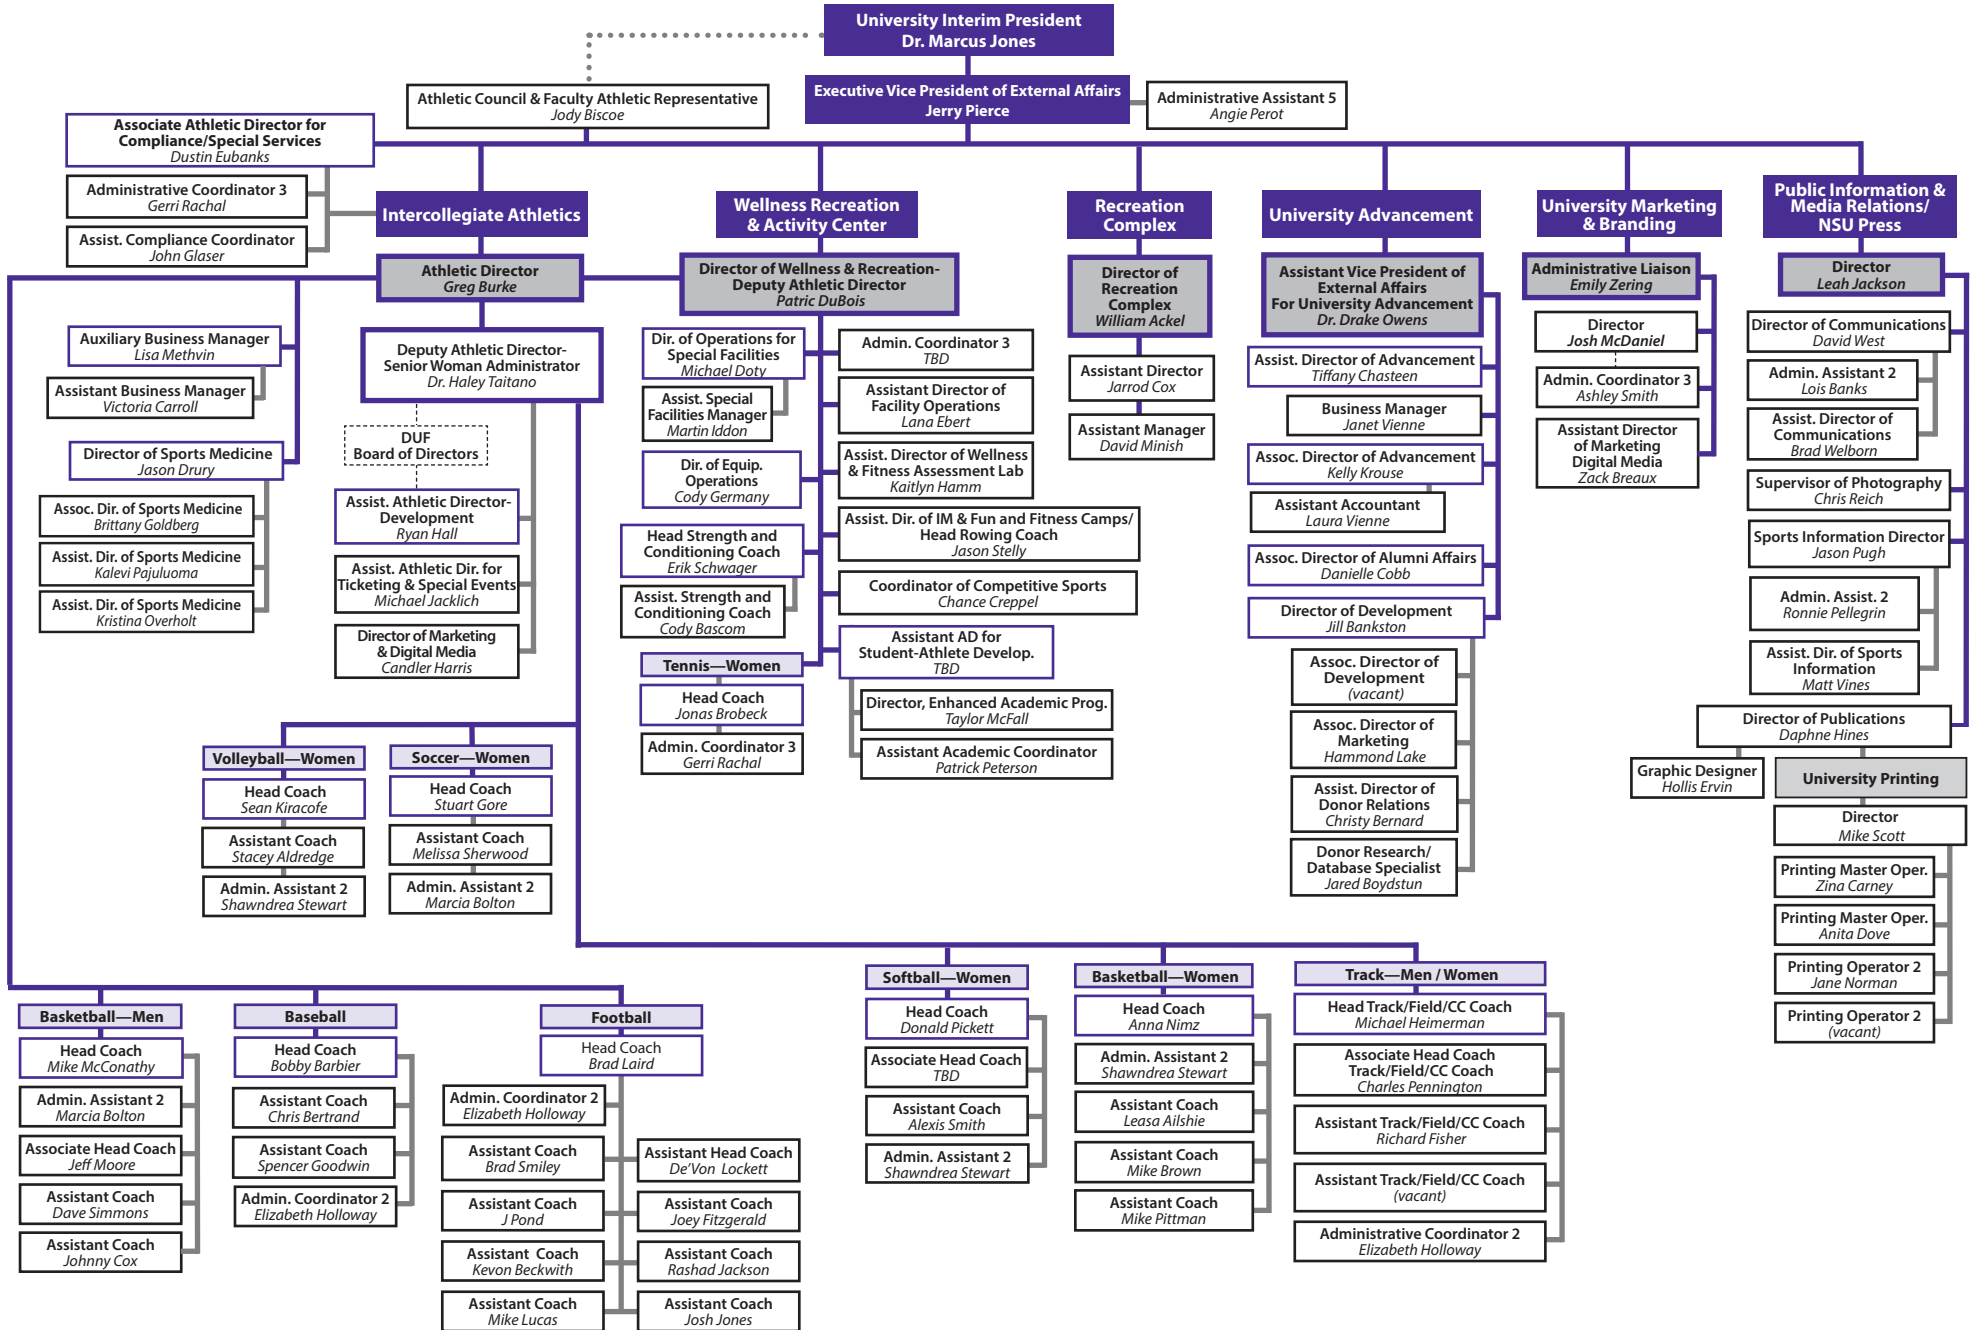 University Interim President
Dr. Marcus Jones
Athletic Council & Faculty Athletic Representative
Jody Biscoe
Executive Vice President of External Affairs
Jerry Pierce
Administrative Assistant 5
Angie Perot
Associate Athletic Director for
Compliance/Special Services
Dustin Eubanks
Administrative Coordinator 3
Gerri Rachal
Assist. Compliance Coordinator
John Glaser
Intercollegiate Athletics
Athletic Director
Greg Burke
Auxiliary Business Manager
Lisa Methvin
Assistant Business Manager
Victoria Carroll
Director of Sports Medicine
Jason Drury
Assoc. Dir. of Sports Medicine
Brittany Goldberg
Assist. Dir. of Sports Medicine
Kalevi Pajuluoma
Assist. Dir. of Sports Medicine
Kristina Overholt
Deputy Athletic Director-
Senior Woman Administrator
Dr. Haley Taitano
DUF
Board of Directors
Assist. Athletic Director-
Development
Ryan Hall
Assist. Athletic Dir. for
Ticketing & Special Events
Michael Jacklich
Director of Marketing
& Digital Media
Candler Harris
Wellness Recreation
& Activity Center
Director of Wellness & Recreation-
Deputy Athletic Director
Patric DuBois
Dir. of Operations for
Special Facilities
Michael Doty
Assist. Special
Facilities Manager
Martin Iddon
Dir. of Equip.
Operations
Cody Germany
Head Strength and
Conditioning Coach
Erik Schwager
Assist. Strength and
Conditioning Coach
Cody Bascom
Tennis—Women
Head Coach
Jonas Brobeck
Admin. Coordinator 3
Gerri Rachal
Admin. Coordinator 3
TBD
Assistant Director of
Facility Operations
Lana Ebert
Assist. Director of Wellness
& Fitness Assessment Lab
Kaitlyn Hamm
Assist. Dir. of IM & Fun and Fitness Camps/
Head Rowing Coach
Jason Stelly
Coordinator of Competitive Sports
Chance Creppel
Assistant AD for
Student-Athlete Develop.
TBD
Director, Enhanced Academic Prog.
Taylor McFall
Assistant Academic Coordinator
Patrick Peterson
Recreation
Complex
Director of
Recreation
Complex
William Ackel
Assistant Director
Jarrod Cox
Assistant Manager
David Minish
University Advancement
Assistant Vice President of
External Affairs
For University Advancement
Dr. Drake Owens
Assist. Director of Advancement
Tiffany Chasteen
Business Manager
Janet Vienne
Assoc. Director of Advancement
Kelly Krouse
Assistant Accountant
Laura Vienne
Assoc. Director of Alumni Affairs
Danielle Cobb
Director of Development
Jill Bankston
Assoc. Director of
Development
(vacant)
Assoc. Director of
Marketing
Hammond Lake
Assist. Director of
Donor Relations
Christy Bernard
Donor Research/
Database Specialist
Jared Boydstun
University Marketing
& Branding
Administrative Liaison
Emily Zering
Director
Josh McDaniel
Admin. Coordinator 3
Ashley Smith
Assistant Director
of Marketing
Digital Media
Zack Breaux
Public Information &
Media Relations/
NSU Press
Director
Leah Jackson
Director of Communications
David West
Admin. Assistant 2
Lois Banks
Assist. Director of
Communications
Brad Welborn
Supervisor of Photography
Chris Reich
Sports Information Director
Jason Pugh
Admin. Assist. 2
Ronnie Pellegrin
Assist. Dir. of Sports
Information
Matt Vines
Director of Publications
Daphne Hines
Graphic Designer
Hollis Ervin
University Printing
Director
Mike Scott
Printing Master Oper.
Zina Carney
Printing Master Oper.
Anita Dove
Printing Operator 2
Jane Norman
Printing Operator 2
(vacant)
Volleyball—Women
Head Coach
Sean Kiracofe
Assistant Coach
Stacey Aldredge
Admin. Assistant 2
Shawndrea Stewart
Soccer—Women
Head Coach
Stuart Gore
Assistant Coach
Melissa Sherwood
Admin. Assistant 2
Marcia Bolton
Basketball—Men
Head Coach
Mike McConathy
Admin. Assistant 2
Marcia Bolton
Associate Head Coach
Jeff Moore
Assistant Coach
Dave Simmons
Assistant Coach
Johnny Cox
Baseball
Head Coach
Bobby Barbier
Assistant Coach
Chris Bertrand
Assistant Coach
Spencer Goodwin
Admin. Coordinator 2
Elizabeth Holloway
Football
Head Coach
Brad Laird
Admin. Coordinator 2
Elizabeth Holloway
Assistant Coach
Brad Smiley
Assistant Head Coach
De'Von Lockett
Assistant Coach
J Pond
Assistant Coach
Joey Fitzgerald
Assistant Coach
Kevon Beckwith
Assistant Coach
Rashad Jackson
Assistant Coach
Mike Lucas
Assistant Coach
Josh Jones
Softball—Women
Head Coach
Donald Pickett
Associate Head Coach
TBD
Assistant Coach
Alexis Smith
Admin. Assistant 2
Shawndrea Stewart
Basketball—Women
Head Coach
Anna Nimz
Admin. Assistant 2
Shawndrea Stewart
Assistant Coach
Leasa Ailshie
Assistant Coach
Mike Brown
Assistant Coach
Mike Pittman
Track—Men / Women
Head Track/Field/CC Coach
Michael Heimerman
Associate Head Coach
Track/Field/CC Coach
Charles Pennington
Assistant Track/Field/CC Coach
Richard Fisher
Assistant Track/Field/CC Coach
(vacant)
Administrative Coordinator 2
Elizabeth Holloway